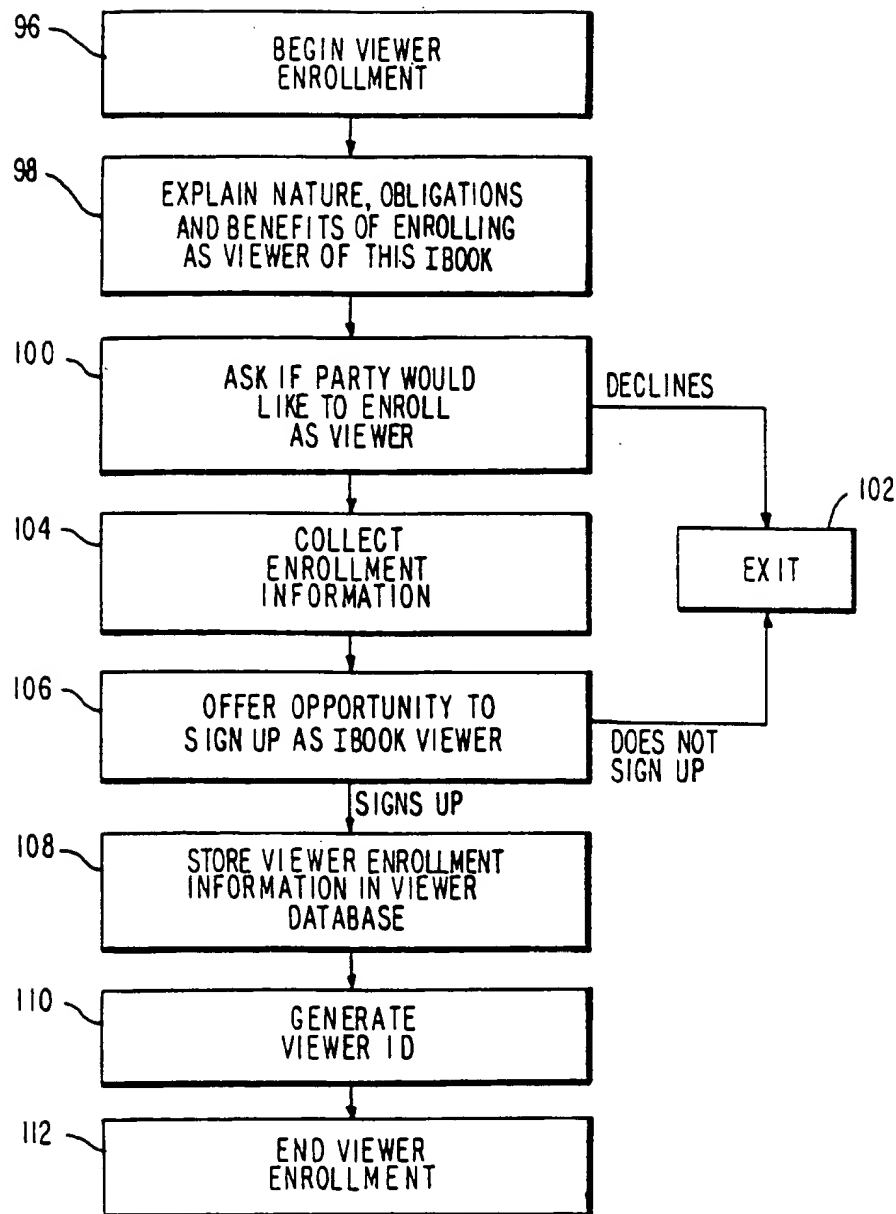 96
BEGIN VIEWER
ENROLLMENT
98
EXPLAIN NATURE, OBLIGATIONS
AND BENEFITS OF ENROLLING
AS VIEWER OF THIS IBOOK
100
ASK IF PARTY WOULD
LIKE TO ENROLL
AS VIEWER
DECLINES
102
EXIT
104
COLLECT
ENROLLMENT
INFORMATION
106
OFFER OPPORTUNITY TO
SIGN UP AS IBOOK VIEWER
DOES NOT
SIGN UP
SIGNS UP
108
STORE VIEWER ENROLLMENT
INFORMATION IN VIEWER
DATABASE
110
GENERATE
VIEWER ID
112
END VIEWER
ENROLLMENT